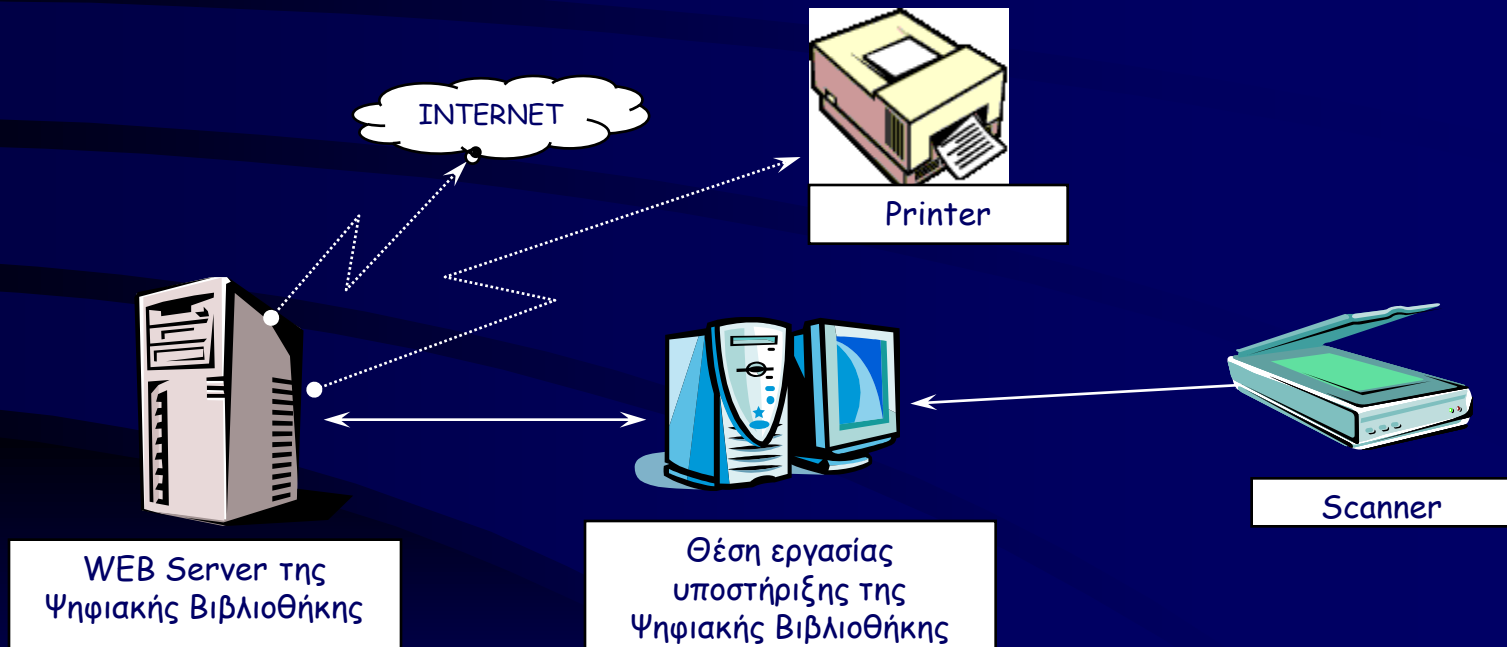 INTERNET
Printer
Scanner
WEB Server της
Ψηφιακής Βιβλιοθήκης
Θέση εργασίας
υποστήριξης της
Ψηφιακής Βιβλιοθήκης